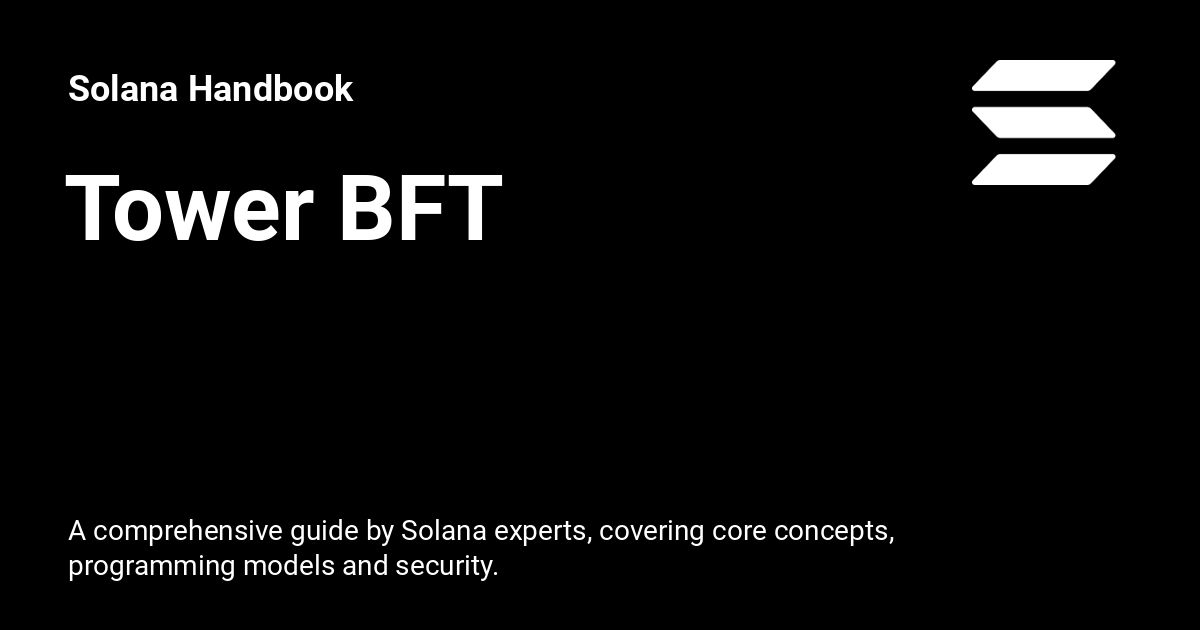 Solana Handbook
Tower BFT
A comprehensive guide by Solana experts, covering core concepts,
programming models and security.